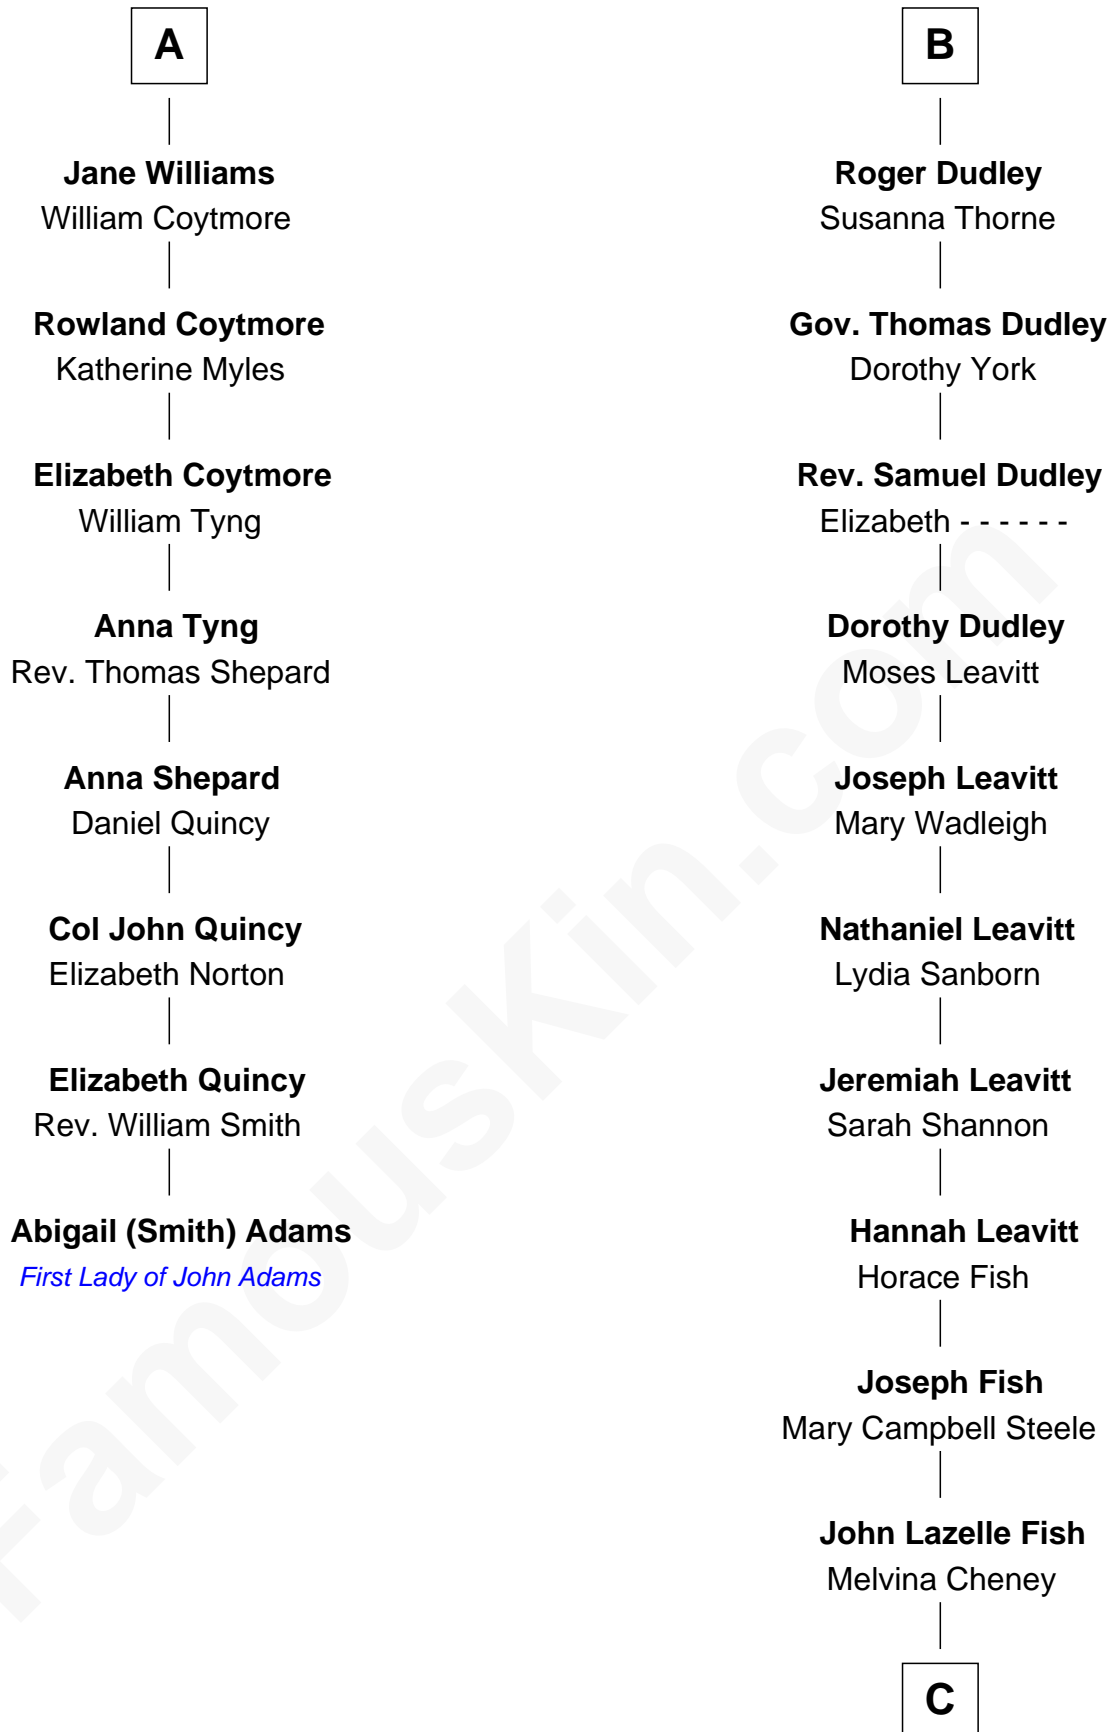 A
Jane Williams
William Coytmore
Rowland Coytmore
Katherine Myles
Elizabeth Coytmore
William Tyng
Anna Tyng
Rev. Thomas Shepard
Anna Shepard
Daniel Quincy
Col John Quincy
Elizabeth Norton
Elizabeth Quincy
Rev. William Smith
Abigail (Smith) Adams
First Lady of John Adams
B
Roger Dudley
Susanna Thorne
Gov. Thomas Dudley
Dorothy York
Rev. Samuel Dudley
Elizabeth - - - - - -
Dorothy Dudley
Moses Leavitt
Joseph Leavitt
Mary Wadleigh
Nathaniel Leavitt
Lydia Sanborn
Jeremiah Leavitt
Sarah Shannon
Hannah Leavitt
Horace Fish
Joseph Fish
Mary Campbell Steele
John Lazelle Fish
Melvina Cheney
C
FamousKin.com